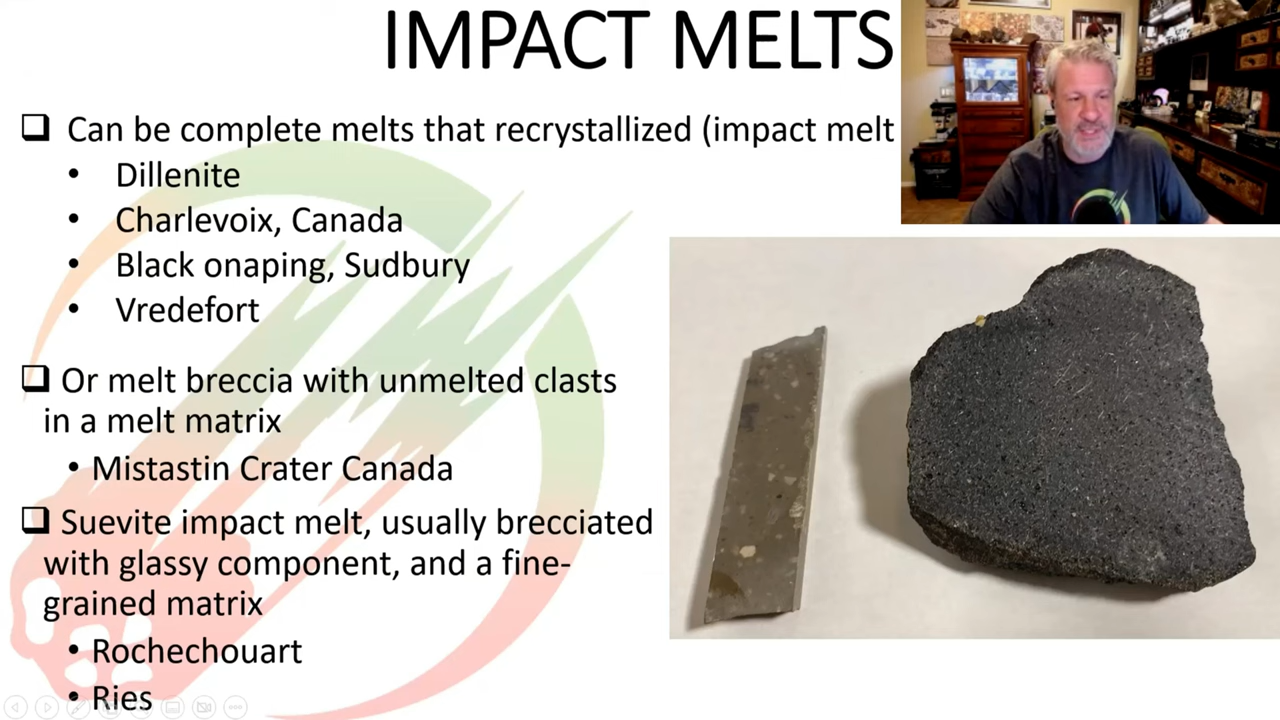 IMPACT MELTS
Can be complete melts that recrystallized (impact melt
Dillenite
Charlevoix, Canada
Black onaping, Sudbury
Vredefort
Or melt breccia with unmelted clasts
in a melt matrix
Mistastin Crater Canada
Suevite impact melt, usually brecciated
with glassy component, and a fine-
grained matrix
Rochechouart
Ries